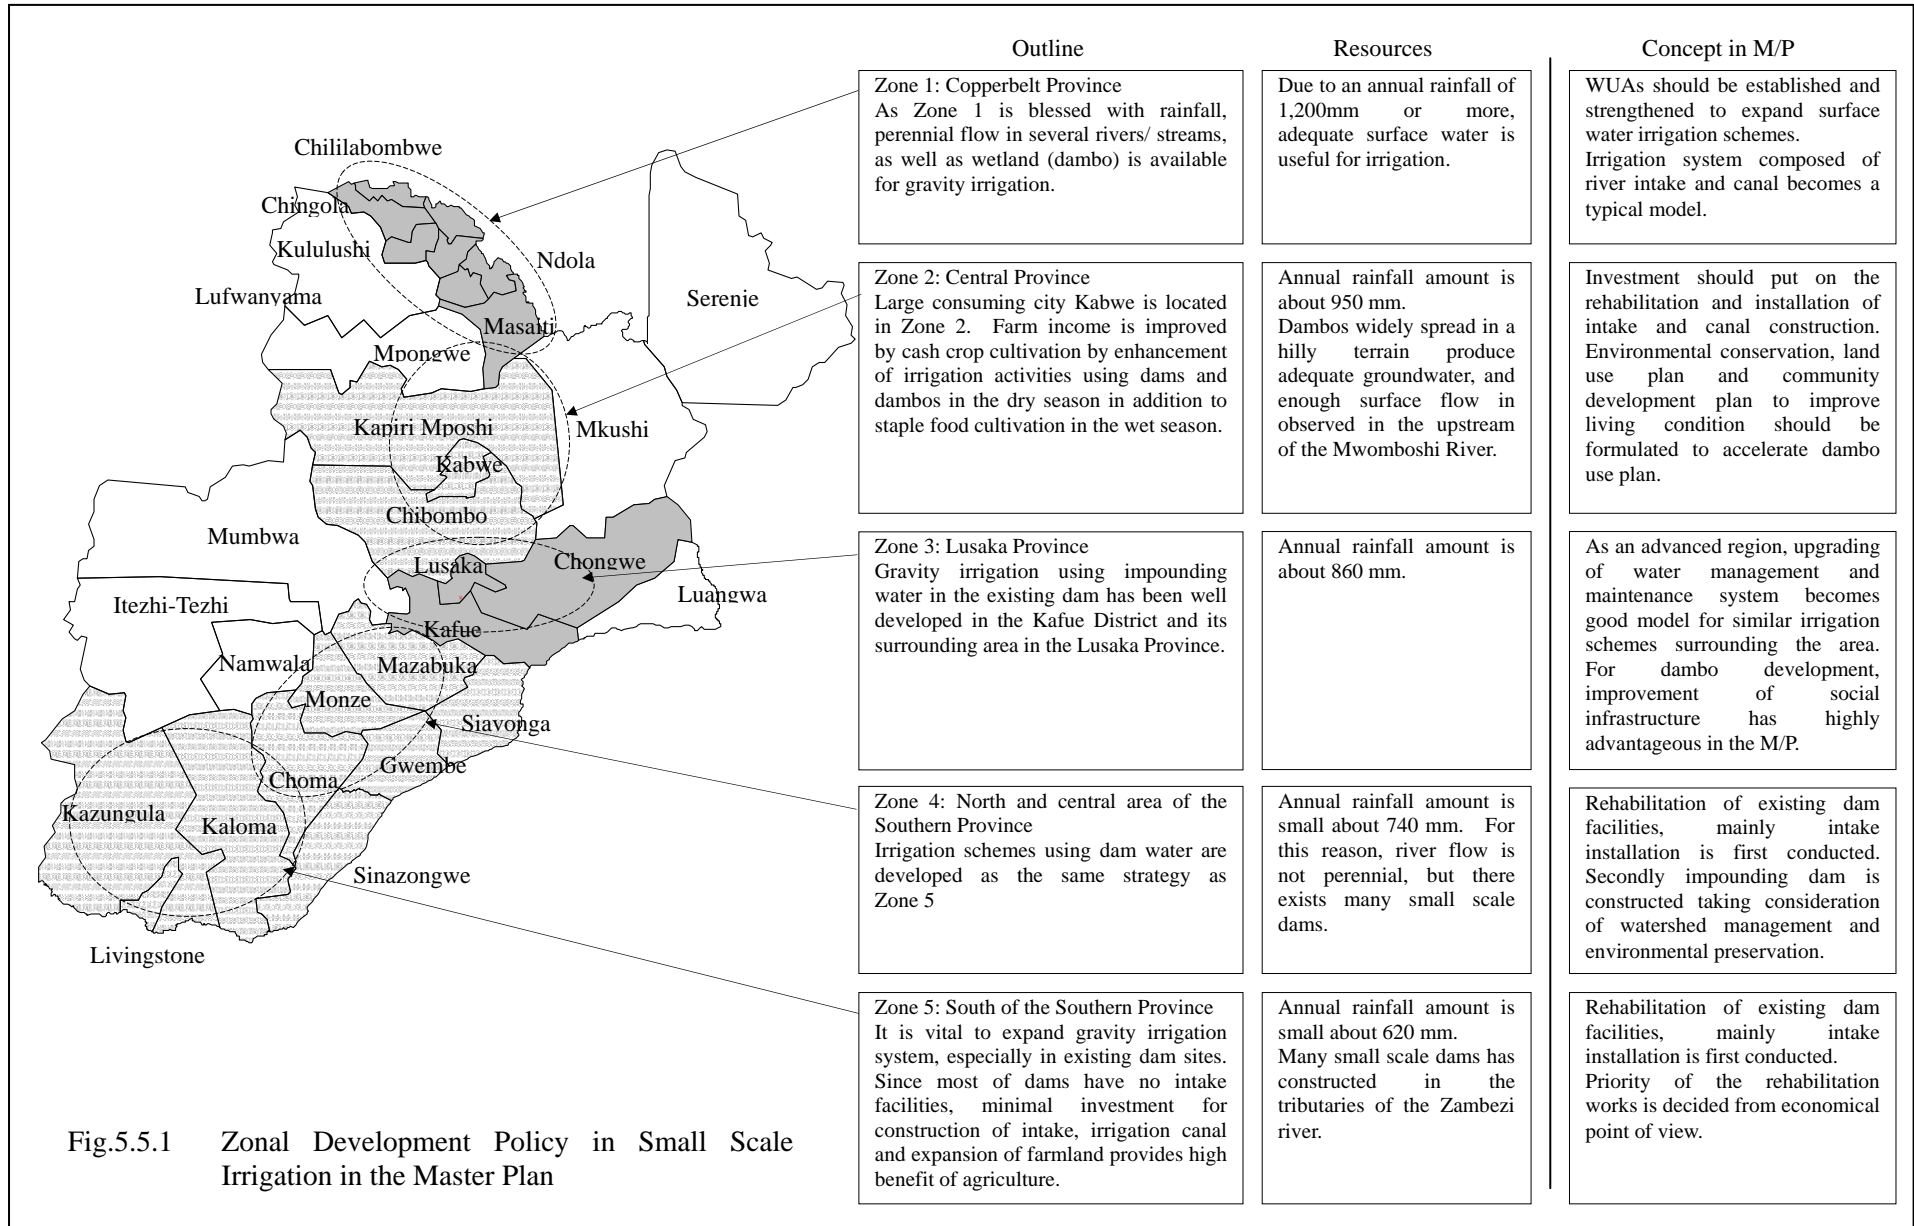 Outline
Resources
Concept in M/P
Zone 1: Copperbelt Province
As Zone 1 is blessed with rainfall,
perennial flow in several rivers/ streams,
as well as wetland (dambo) is available
for gravity irrigation.
Due to an annual rainfall of
1,200mm or more,
adequate surface water is
useful for irrigation.
WUAs should be established and
strengthened to expand surface
water irrigation schemes.
Irrigation system composed of
river intake and canal becomes a
typical model.
Zone 2: Central Province
Large consuming city Kabwe is located
in Zone 2. Farm income is improved
by cash crop cultivation by enhancement
of irrigation activities using dams and
dambos in the dry season in addition to
staple food cultivation in the wet season.
Annual rainfall amount is
about 950 mm.
Dambos widely spread in a
hilly terrain produce
adequate groundwater, and
enough surface flow in
observed in the upstream
of the Mwomboshi River.
Investment should put on the
rehabilitation and installation of
intake and canal construction.
Environmental conservation, land
use plan and community
development plan to improve
living condition should be
formulated to accelerate dambo
use plan.
Zone 3: Lusaka Province
Gravity irrigation using impounding
water in the existing dam has been well
developed in the Kafue District and its
surrounding area in the Lusaka Province.
Annual rainfall amount is
about 860 mm.
As an advanced region, upgrading
of water management and
maintenance system becomes
good model for similar irrigation
schemes surrounding the area.
For dambo development,
improvement of social
infrastructure has highly
advantageous in the M/P.
Zone 4: North and central area of the
Southern Province
Irrigation schemes using dam water are
developed as the same strategy as
Zone 5
Annual rainfall amount is
small about 740 mm. For
this reason, river flow is
not perennial, but there
exists many small scale
dams.
Rehabilitation of existing dam
facilities, mainly intake
installation is first conducted.
Secondly impounding dam is
constructed taking consideration
of watershed management and
environmental preservation.
Zone 5: South of the Southern Province
It is vital to expand gravity irrigation
system, especially in existing dam sites.
Since most of dams have no intake
facilities, minimal investment for
construction of intake, irrigation canal
and expansion of farmland provides high
benefit of agriculture.
Annual rainfall amount is
small about 620 mm.
Many small scale dams has
constructed in the
tributaries of the Zambezi
river.
Rehabilitation of existing dam
facilities, mainly intake
installation is first conducted.
Priority of the rehabilitation
works is decided from economical
point of view.
Chililabombwe
Chingola
Kululushi
Ndola
Lufwanyama
Serenje
Masaiti
Mpongwe
Kapiri Mposhi
Mkushi
Kabwe
Chibombo
Mumbwa
Lusaka
Chongwe
Itezhi-Tezhi
Luangwa
Kafue
Namwala
Mazabuka
Monze
Siavonga
Gwembe
Choma
Kazungula
Kaloma
Sinazongwe
Livingstone
Fig.5.5.1 Zonal Development Policy in Small Scale
Irrigation in the Master Plan